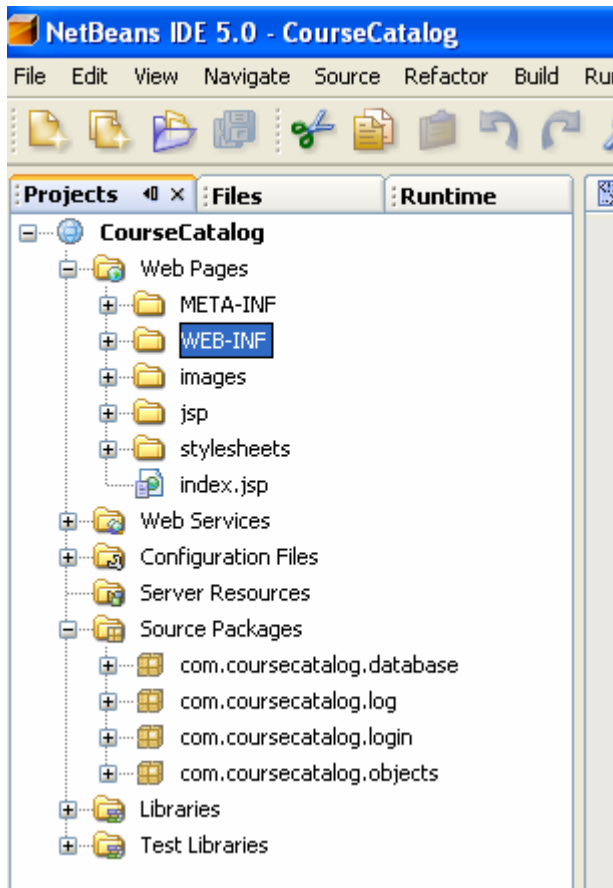 NetBeans IDE 5.0 - CourseCatalog
File Edit View Navigate Source Refactor Build
Projects Files Runtime
CourseCatalog
Web Pages
META-INF
WEB-INF
images
jsp
stylesheets
index.jsp
Web Services
Configuration Files
Server Resources
Source Packages
com.coursecatalog.database
com.coursecatalog.log
com.coursecatalog.login
com.coursecatalog.objects
Libraries
Test Libraries